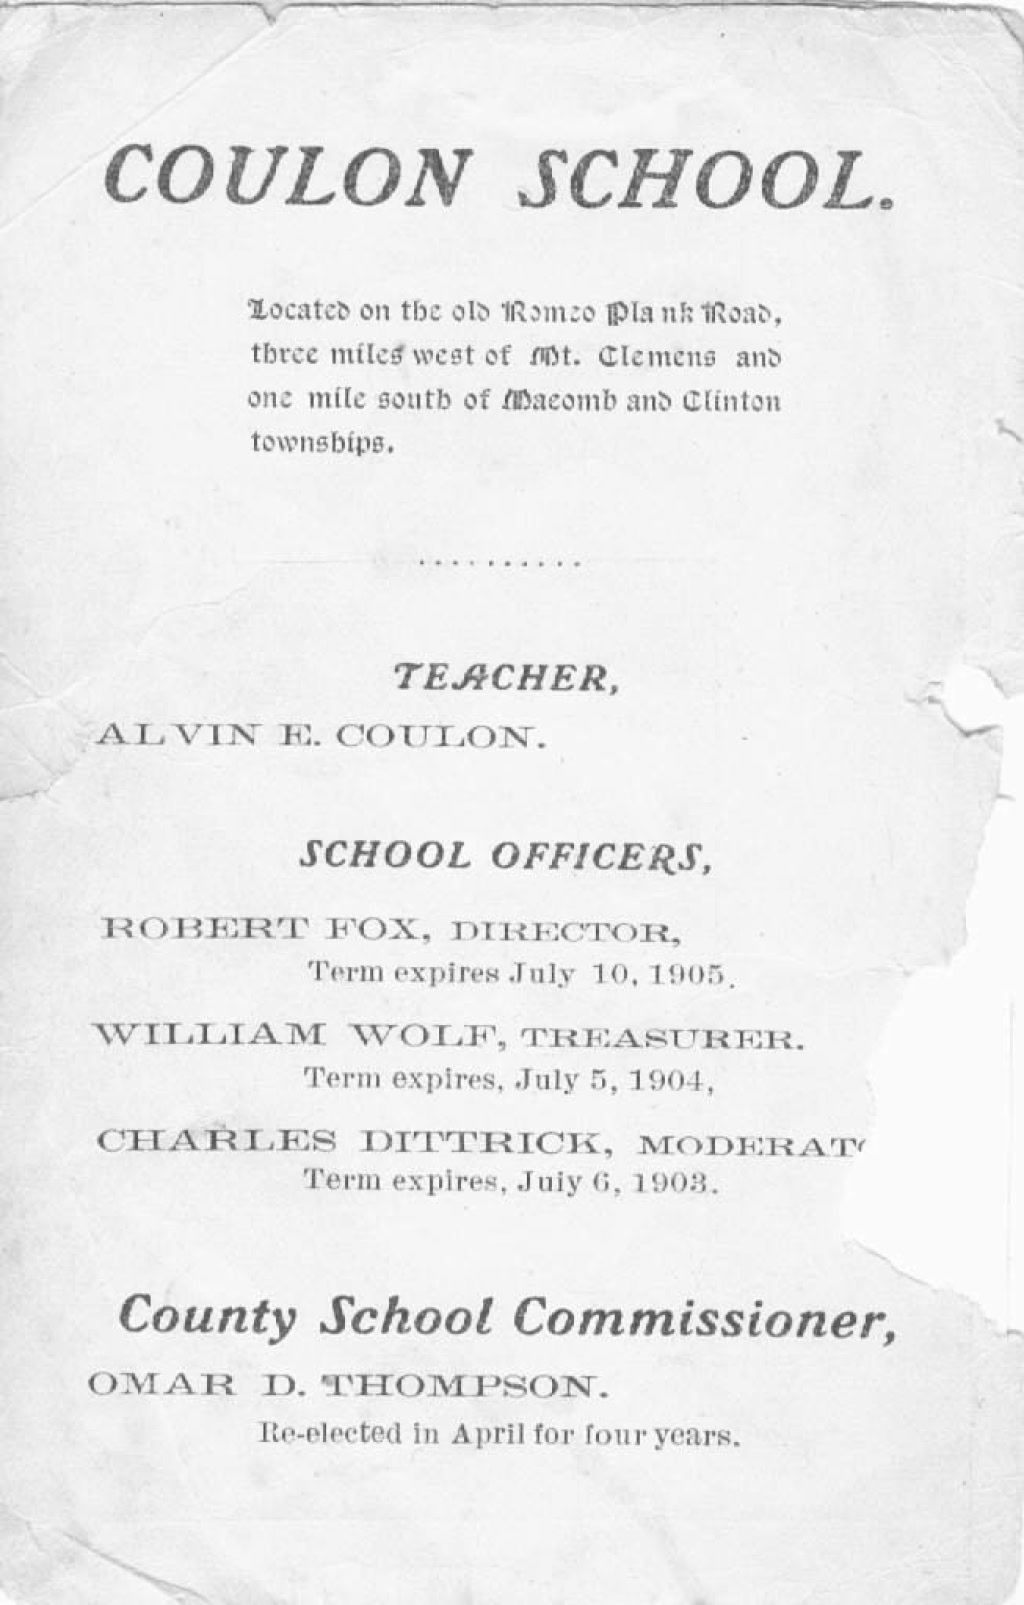 COULON SCHOOL.
Located on the old Romeo Plank Road,
three miles west of Mt. Clemens and
one mile south of Macomb and Clinton
townships.
..........
TEACHER,
ALVIN E. COULON.
SCHOOL OFFICERS,
ROBERT FOX, DIRECTOR,
Term expires July 10, 1905.
WILLIAM WOLF, TREASURER.
Term expires, July 5, 1904,
CHARLES DITTRICK, MODERATO
Term expires, Juiy 6, 1903.
County School Commissioner,
OMAR D. THOMPSON.
Re-elected in April for four years.